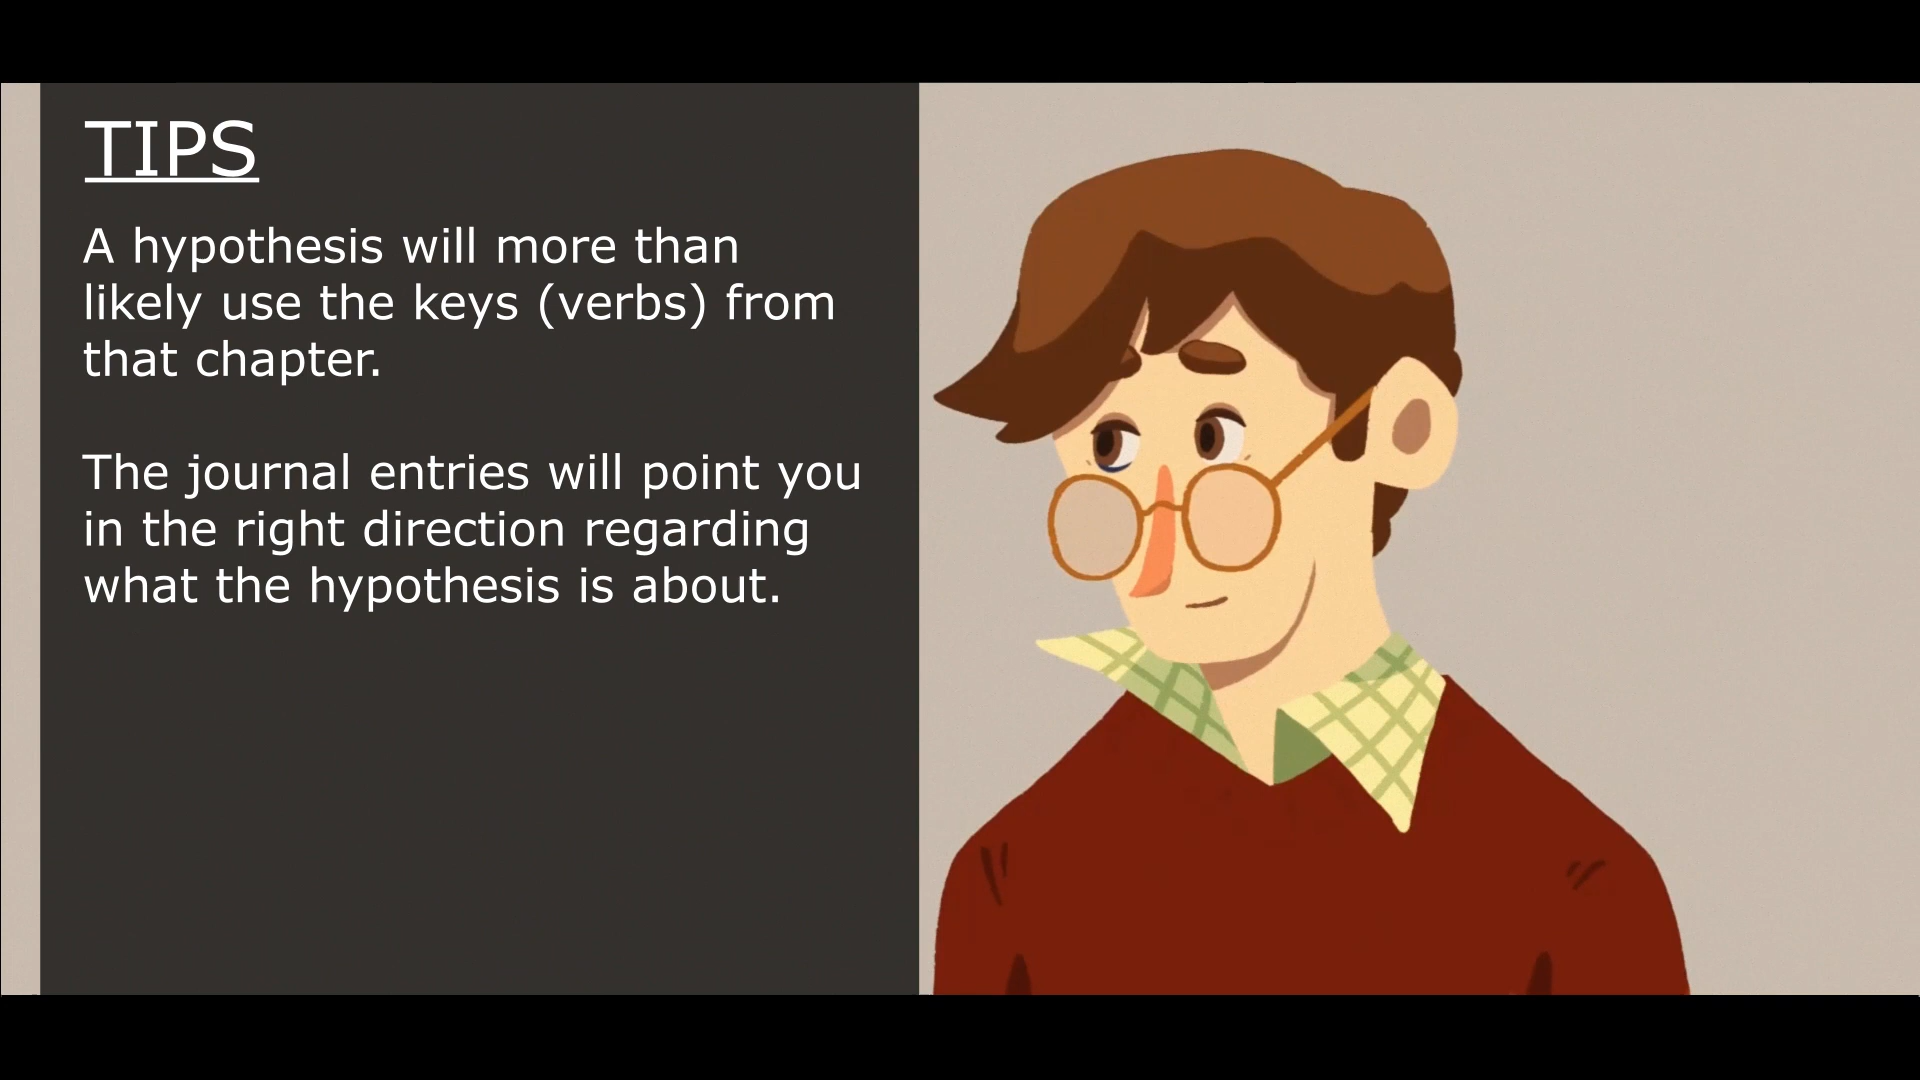 TIPS
A hypothesis will more than
likely use the keys (verbs) from
that chapter.
The journal entries will point you
in the right direction regarding
what the hypothesis is about.